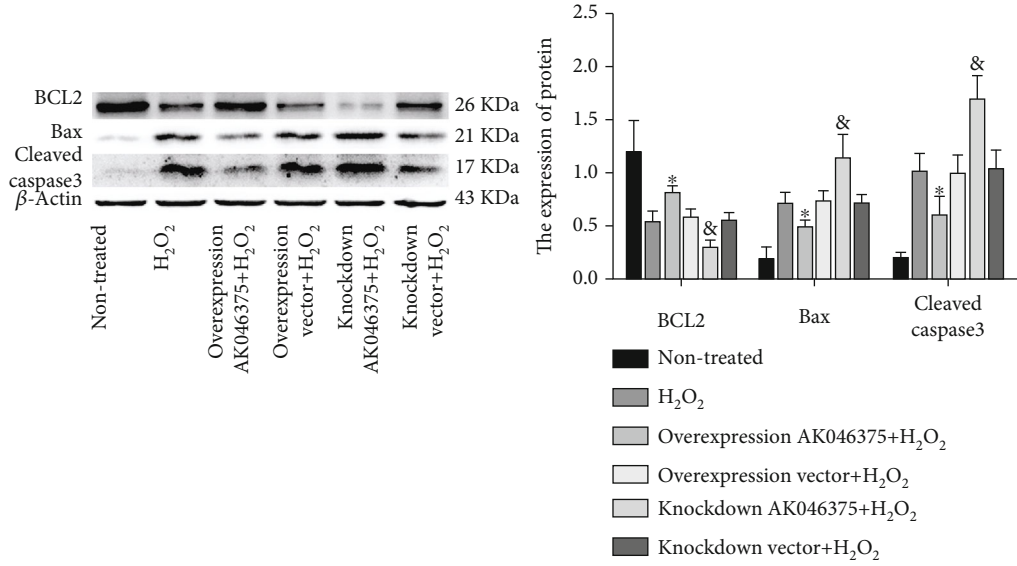 BCL2
26 KDa
Bax
21 KDa
Cleaved
caspase3
17 KDa
β-Actin
43 KDa
Non-treated
H₂O₂
Overexpression
AK046375+H₂O₂
Overexpression
vector+H₂O₂
Knockdown
AK046375+H₂O₂
Knockdown
vector+H₂O₂
The expression of protein
2.5
2.0
1.5
1.0
0.5
0.0
*
&
*
&
*
&
BCL2
Bax
Cleaved
caspase3
Non-treated
H₂O₂
Overexpression AK046375+H₂O₂
Overexpression vector+H₂O₂
Knockdown AK046375+H₂O₂
Knockdown vector+H₂O₂